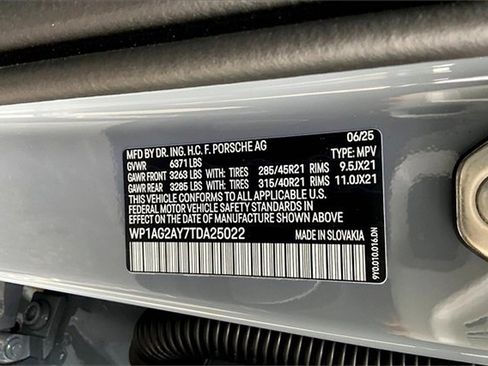 MFD BY DR. ING. H.C. F. PORSCHE AG 06/25
GVWR 6371 LBS TYPE: MPV
GAWR FRONT 3263 LBS WITH: TIRES 285/45R21 RIMS 9.5JX21
GAWR REAR 3285 LBS WITH: TIRES 315/40R21 RIMS 11.0JX21
THIS VEHICLE CONFORMS TO ALL APPLICABLE U.S.
FEDERAL MOTOR VEHICLE SAFETY STANDARDS IN
EFFECT ON THE DATE OF MANUFACTURE SHOWN ABOVE
WP1AG2AY7TDA25022 MADE IN SLOVAKIA
9Y0.010.016.DN